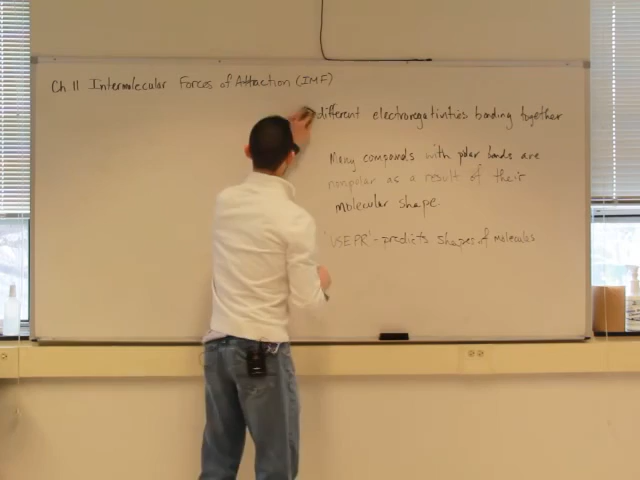 Ch 11 Intermolecular Forces of Attraction (IMF)
different electronegativities bonding together
Many compounds with polar bonds are
nonpolar as a result of their
molecular shape.
'VSEPR' - predicts shapes of molecules